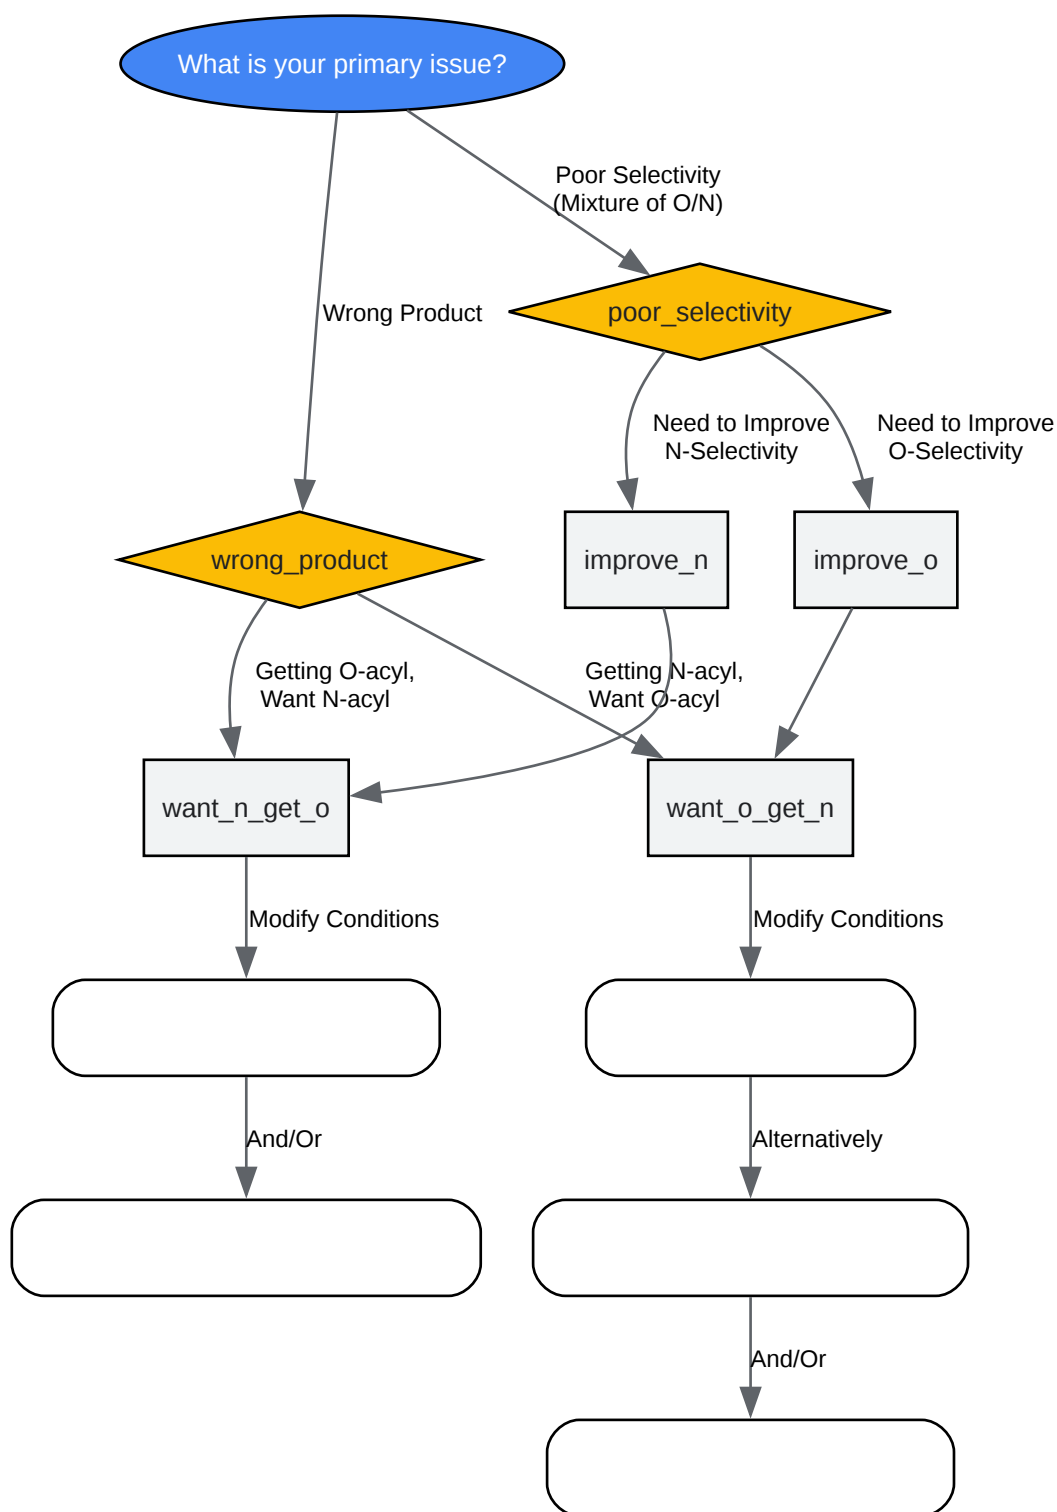 What is your primary issue?
Poor Selectivity
(Mixture of O/N)
Wrong Product
poor_selectivity
Need to Improve
N-Selectivity
Need to Improve
O-Selectivity
wrong_product
improve_n
improve_o
Getting O-acyl,
Want N-acyl
Getting N-acyl,
Want O-acyl
want_n_get_o
want_o_get_n
Modify Conditions
Modify Conditions
And/Or
Alternatively
And/Or